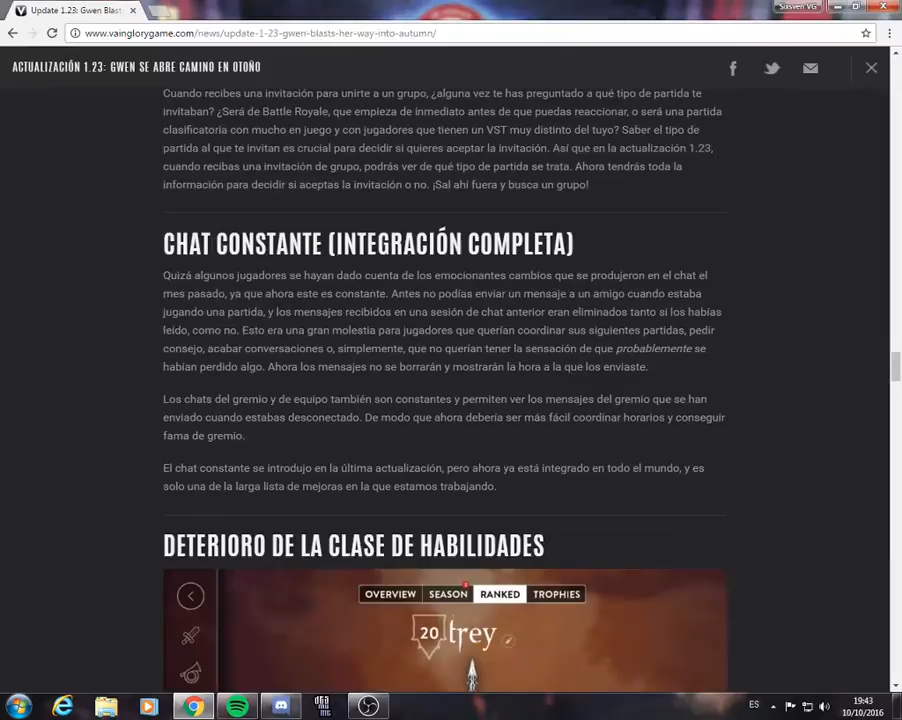 Update 1.23: Gwen Blast
Sixsven VG
www.vainglorygame.com/news/update-1-23-gwen-blasts-her-way-into-autumn/
ACTUALIZACIÓN 1.23: GWEN SE ABRE CAMINO EN OTOÑO
Cuando recibes una invitación para unirte a un grupo, ¿alguna vez te has preguntado a qué tipo de partida te
invitaban? ¿Será de Battle Royale, que empieza de inmediato antes de que puedas reaccionar, o será una partida
clasificatoria con mucho en juego y con jugadores que tienen un VST muy distinto del tuyo? Saber el tipo de
partida al que te invitan es crucial para decidir si quieres aceptar la invitación. Así que en la actualización 1.23,
cuando recibas una invitación de grupo, podrás ver de qué tipo de partida se trata. Ahora tendrás toda la
información para decidir si aceptas la invitación o no. ¡Sal ahí fuera y busca un grupo!
CHAT CONSTANTE (INTEGRACIÓN COMPLETA)
Quizá algunos jugadores se hayan dado cuenta de los emocionantes cambios que se produjeron en el chat el
mes pasado, ya que ahora este es constante. Antes no podías enviar un mensaje a un amigo cuando estaba
jugando una partida, y los mensajes recibidos en una sesión de chat anterior eran eliminados tanto si los habías
leído, como no. Esto era una gran molestia para jugadores que querían coordinar sus siguientes partidas, pedir
consejo, acabar conversaciones o, simplemente, que no querían tener la sensación de que probablemente se
habían perdido algo. Ahora los mensajes no se borrarán y mostrarán la hora a la que los enviaste.
Los chats del gremio y de equipo también son constantes y permiten ver los mensajes del gremio que se han
enviado cuando estabas desconectado. De modo que ahora debería ser más fácil coordinar horarios y conseguir
fama de gremio.
El chat constante se introdujo en la última actualización, pero ahora ya está integrado en todo el mundo, y es
solo una de la larga lista de mejoras en la que estamos trabajando.
DETERIORO DE LA CLASE DE HABILIDADES
OVERVIEW SEASON RANKED TROPHIES
20 trey
ES 19:43
10/10/2016